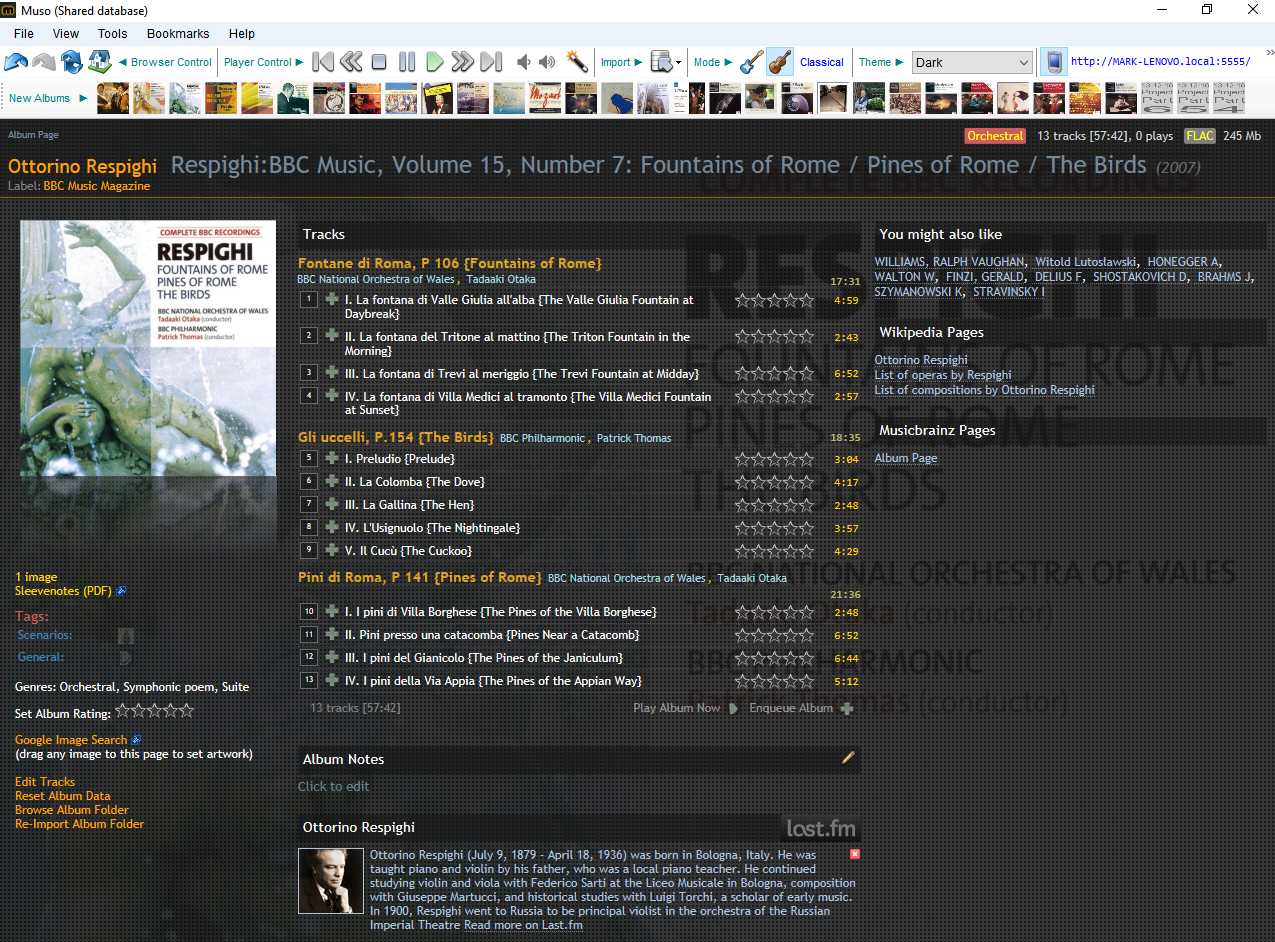 Muso (Shared database)
File View Tools Bookmarks Help
Browser Control Player Control Import Mode Classical Theme Dark http://MARK-LENOVO.local:5555/
New Albums
Album Page
Orchestral 13 tracks [57:42], 0 plays FLAC 245 Mb
Ottorino Respighi Respighi:BBC Music, Volume 15, Number 7: Fountains of Rome / Pines of Rome / The Birds (2007)
Label: BBC Music Magazine
COMPLETE BBC RECORDINGS
RESPIGHI
FOUNTAINS OF ROME
PINES OF ROME
THE BIRDS
BBC NATIONAL ORCHESTRA OF WALES
Tadaaki Otaka (conductor)
BBC PHILHARMONIC
Patrick Thomas (conductor)
1 image
Sleevenotes (PDF)
Tags:
Scenarios:
General:
Genres: Orchestral, Symphonic poem, Suite
Set Album Rating:
Google Image Search
(drag any image to this page to set artwork)
Edit Tracks
Reset Album Data
Browse Album Folder
Re-Import Album Folder
Tracks
Fontane di Roma, P 106 {Fountains of Rome}
BBC National Orchestra of Wales, Tadaaki Otaka 17:31
1 I. La fontana di Valle Giulia all'alba {The Valle Giulia Fountain at 4:59
Daybreak}
2 II. La fontana del Tritone al mattino {The Triton Fountain in the 2:43
Morning}
3 III. La fontana di Trevi al meriggio {The Trevi Fountain at Midday} 6:52
4 IV. La fontana di Villa Medici al tramonto {The Villa Medici Fountain 2:57
at Sunset}
Gli uccelli, P.154 {The Birds} BBC Philharmonic, Patrick Thomas 18:35
5 I. Preludio {Prelude} 3:04
6 II. La Colomba {The Dove} 4:17
7 III. La Gallina {The Hen} 2:48
8 IV. L'Usignuolo {The Nightingale} 3:57
9 V. Il Cucù {The Cuckoo} 4:29
Pini di Roma, P 141 {Pines of Rome} BBC National Orchestra of Wales, Tadaaki Otaka
21:36
10 I. I pini di Villa Borghese {The Pines of the Villa Borghese} 2:48
11 II. Pini presso una catacomba {Pines Near a Catacomb} 6:52
12 III. I pini del Gianicolo {The Pines of the Janiculum} 6:44
13 IV. I pini della Via Appia {The Pines of the Appian Way} 5:12
13 tracks [57:42] Play Album Now Enqueue Album
Album Notes
Click to edit
Ottorino Respighi last.fm
Ottorino Respighi (July 9, 1879 - April 18, 1936) was born in Bologna, Italy. He was
taught piano and violin by his father, who was a local piano teacher. He continued
studying violin and viola with Federico Sarti at the Liceo Musicale in Bologna, composition
with Giuseppe Martucci, and historical studies with Luigi Torchi, a scholar of early music.
In 1900, Respighi went to Russia to be principal violist in the orchestra of the Russian
Imperial Theatre Read more on Last.fm
You might also like
WILLIAMS, RALPH VAUGHAN, Witold Lutosławski, HONEGGER A,
WALTON W, FINZI, GERALD, DELIUS F, SHOSTAKOVICH D, BRAHMS J,
SZYMANOWSKI K, STRAVINSKY I
Wikipedia Pages
Ottorino Respighi
List of operas by Respighi
List of compositions by Ottorino Respighi
Musicbrainz Pages
Album Page